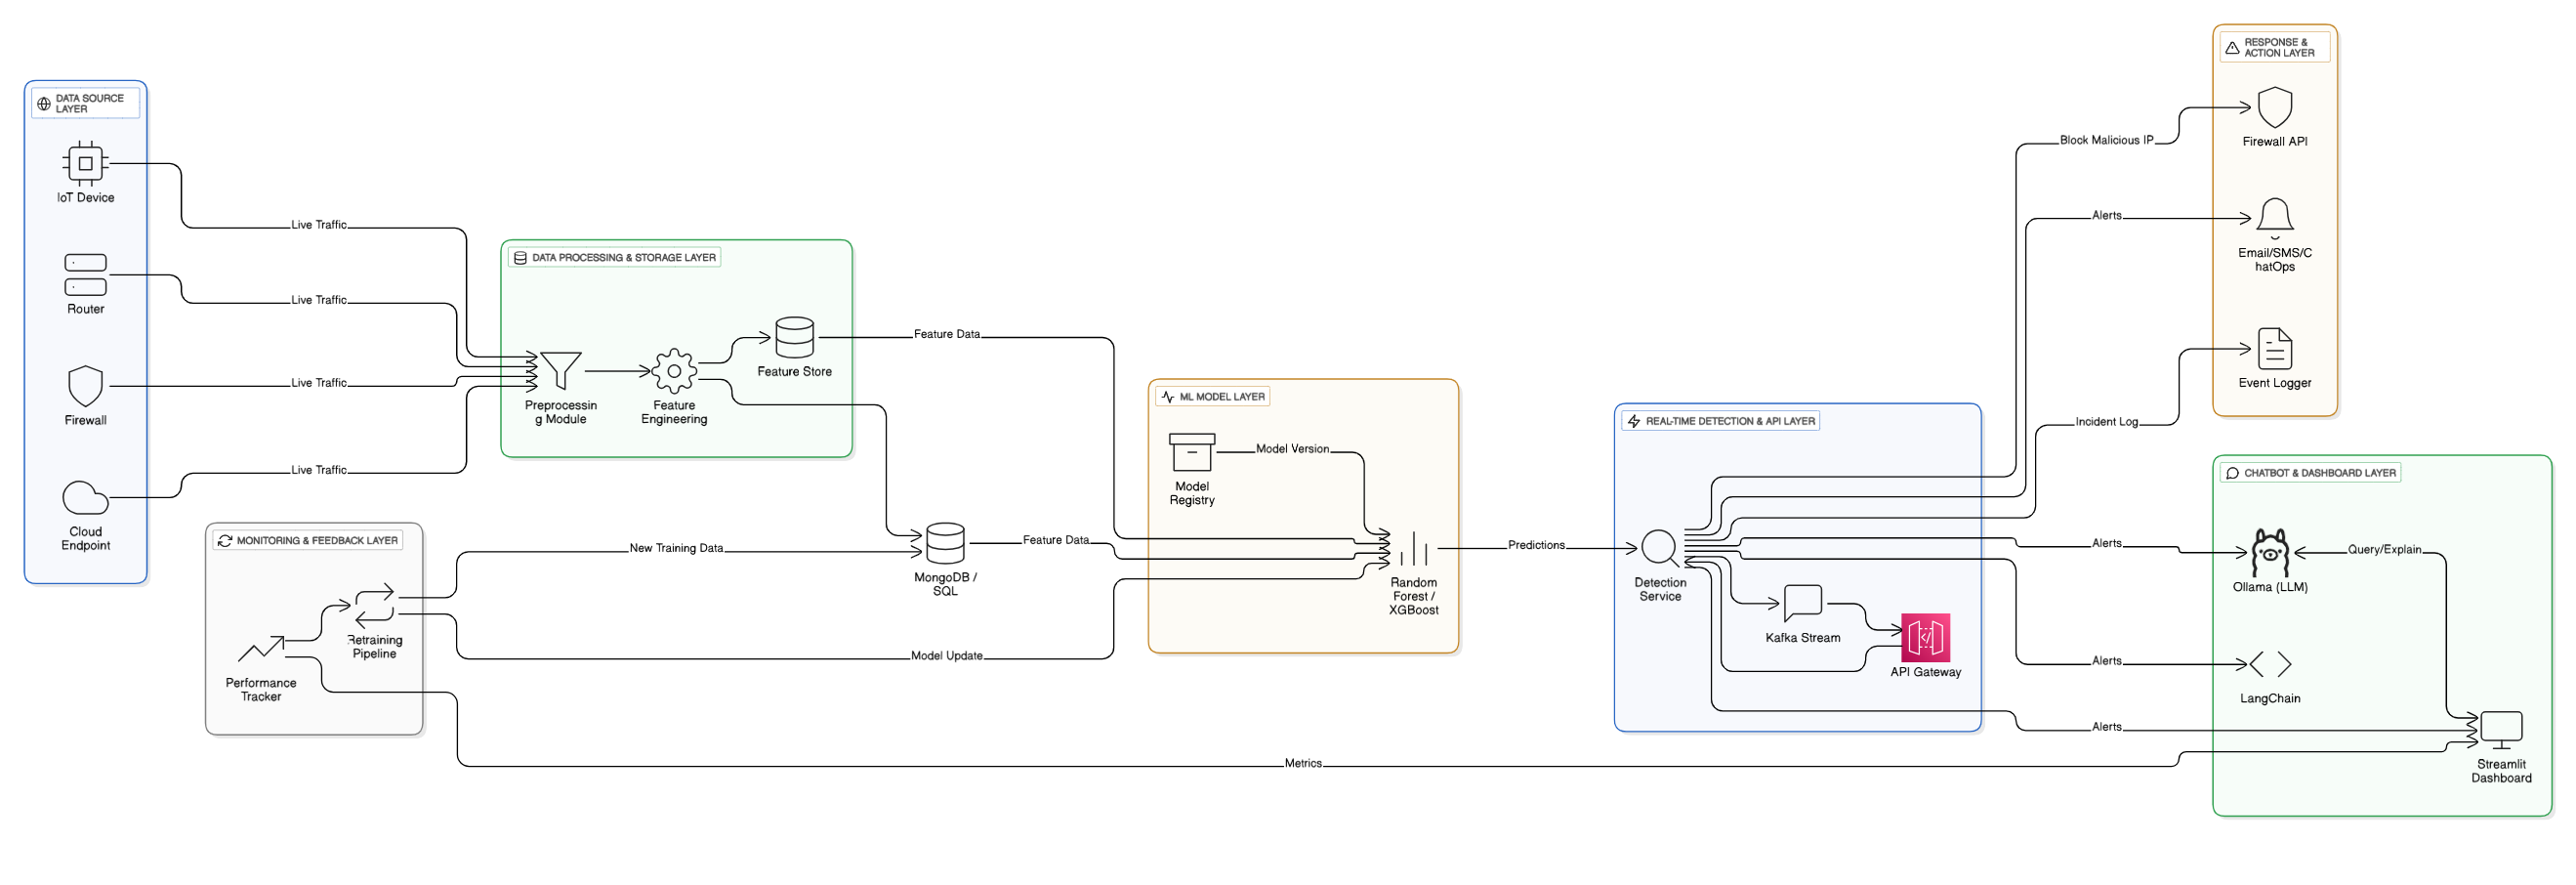 DATA SOURCE
LAYER
IoT Device
Router
Firewall
Cloud
Endpoint
Live Traffic
Live Traffic
Live Traffic
Live Traffic
MONITORING & FEEDBACK LAYER
Retraining
Pipeline
Performance
Tracker
DATA PROCESSING & STORAGE LAYER
Preprocessin
g Module
Feature
Engineering
Feature Store
New Training Data
MongoDB /
SQL
Feature Data
Feature Data
Model Update
Metrics
ML MODEL LAYER
Model
Registry
Model Version
Random
Forest /
XGBoost
Predictions
REAL-TIME DETECTION & API LAYER
Detection
Service
Kafka Stream
API Gateway
Block Malicious IP
Alerts
Incident Log
Alerts
Alerts
Alerts
RESPONSE &
ACTION LAYER
Firewall API
Email/SMS/C
hatOps
Event Logger
CHATBOT & DASHBOARD LAYER
Ollama (LLM)
Query/Explain
LangChain
Streamlit
Dashboard